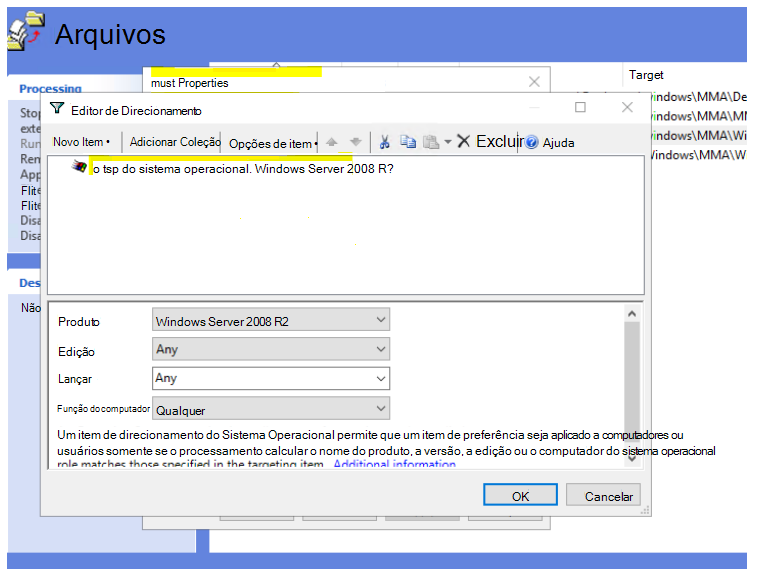 Arquivos
must Properties
Target
Processing
Editor de Direcionamento
Novo Item
Adicionar Coleção
Opções de item
Excluir
Ajuda
o tsp do sistema operacional. Windows Server 2008 R?
indows\MMA\De
indows\MMA\MM
indows\MMA\Wi
Windows\MMA\W
Stop
exte
Run
Rem
App
Flite
Flite
Disa
Disa
Des
Não
Produto
Windows Server 2008 R2
Edição
Any
Lançar
Any
Função do computador
Qualquer
Um item de direcionamento do Sistema Operacional permite que um item de preferência seja aplicado a computadores ou
usuários somente se o processamento calcular o nome do produto, a versão, a edição ou o computador do sistema operacional
role matches those specified in the targeting item. Additional information
OK
Cancelar